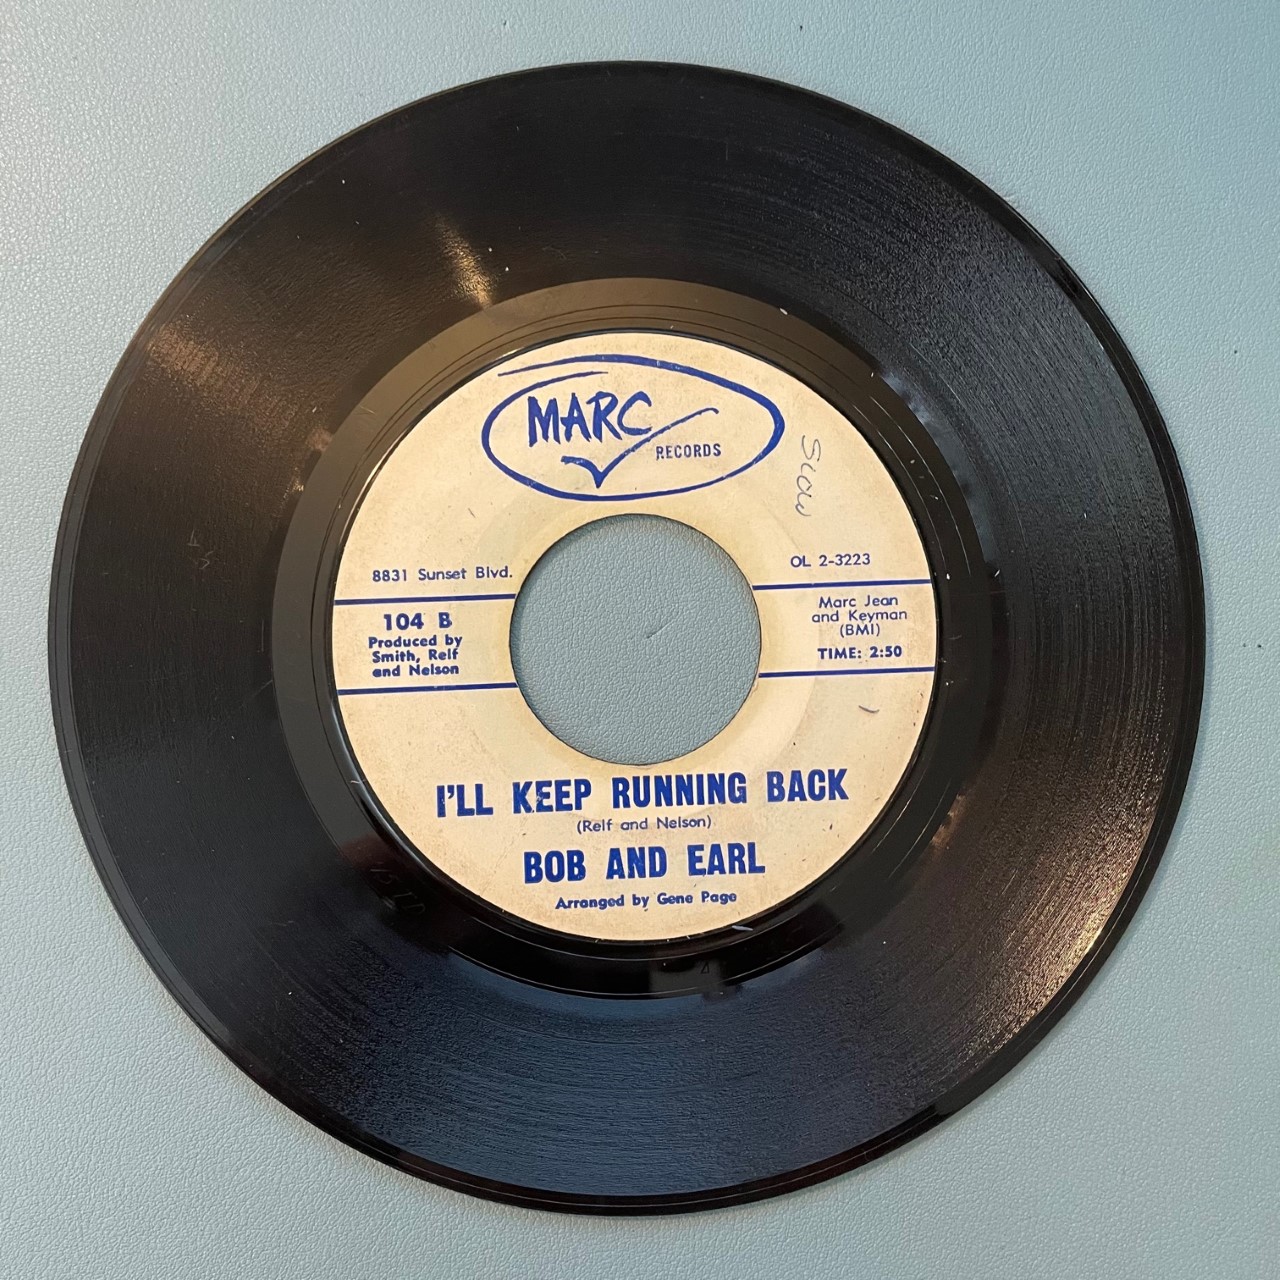 MARC
RECORDS
Slow
8831 Sunset Blvd.
OL 2-3223
104 B
Produced by
Smith, Relf
and Nelson
Marc Jean
and Keyman
(BMI)
TIME: 2:50
I'LL KEEP RUNNING BACK
(Relf and Nelson)
BOB AND EARL
Arranged by Gene Page